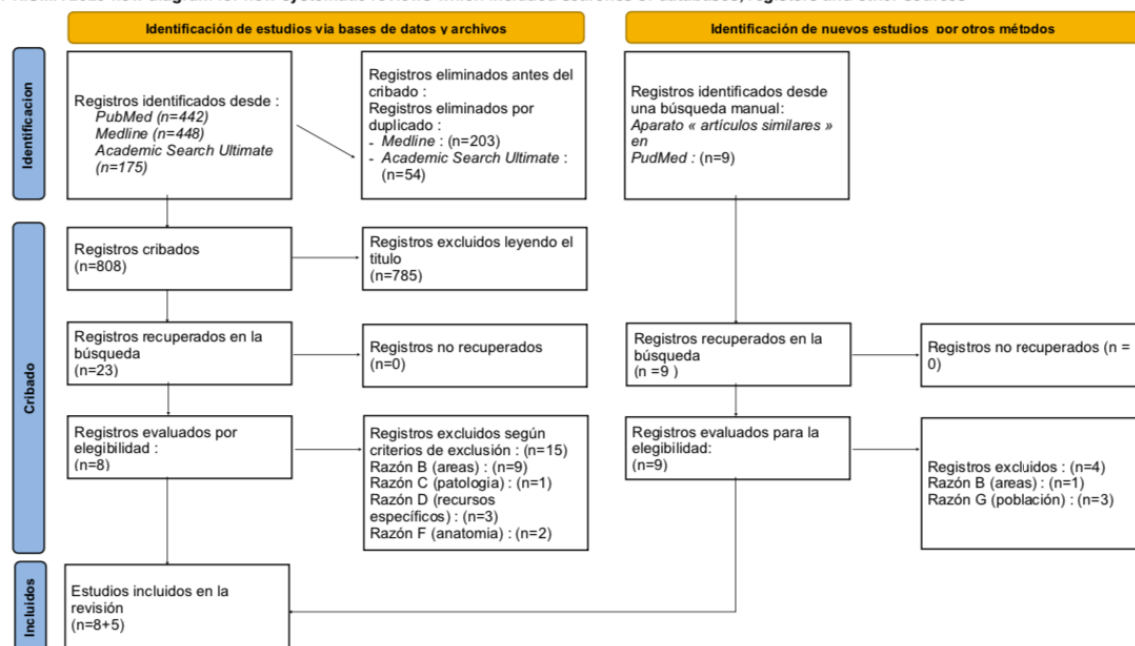 Identificación de estudios via bases de datos y archivos
Identificación de nuevos estudios por otros métodos
Identificacion
Registros identificados desde :
PubMed (n=442)
Medline (n=448)
Academic Search Ultimate
(n=175)
Registros eliminados antes del
cribado :
Registros eliminados por
duplicado :
- Medline : (n=203)
- Academic Search Ultimate :
(n=54)
Registros identificados desde
una búsqueda manual:
Aparato « artículos similares »
en
PudMed : (n=9)
Cribado
Registros cribados
(n=808)
Registros excluidos leyendo el
titulo
(n=785)
Registros recuperados en la
búsqueda
(n=23)
Registros no recuperados
(n=0)
Registros recuperados en la
búsqueda
(n =9 )
Registros no recuperados (n =
0)
Registros evaluados por
elegibilidad :
(n=8)
Registros excluidos según
criterios de exclusión : (n=15)
Razón B (areas) : (n=9)
Razón C (patologia) : (n=1)
Razón D (recursos
específicos) : (n=3)
Razón F (anatomia) : (n=2)
Registros evaluados para la
elegibilidad:
(n=9)
Registros excluidos : (n=4)
Razón B (areas) : (n=1)
Razón G (población) : (n=3)
Incluidos
Estudios incluidos en la
revisión
(n=8+5)